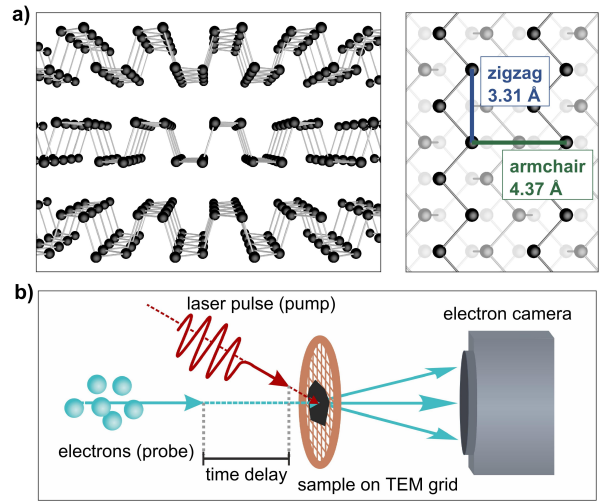 a)
zigzag
3.31 Å
armchair
4.37 Å
b)
laser pulse (pump)
electron camera
electrons (probe)
time delay
sample on TEM grid